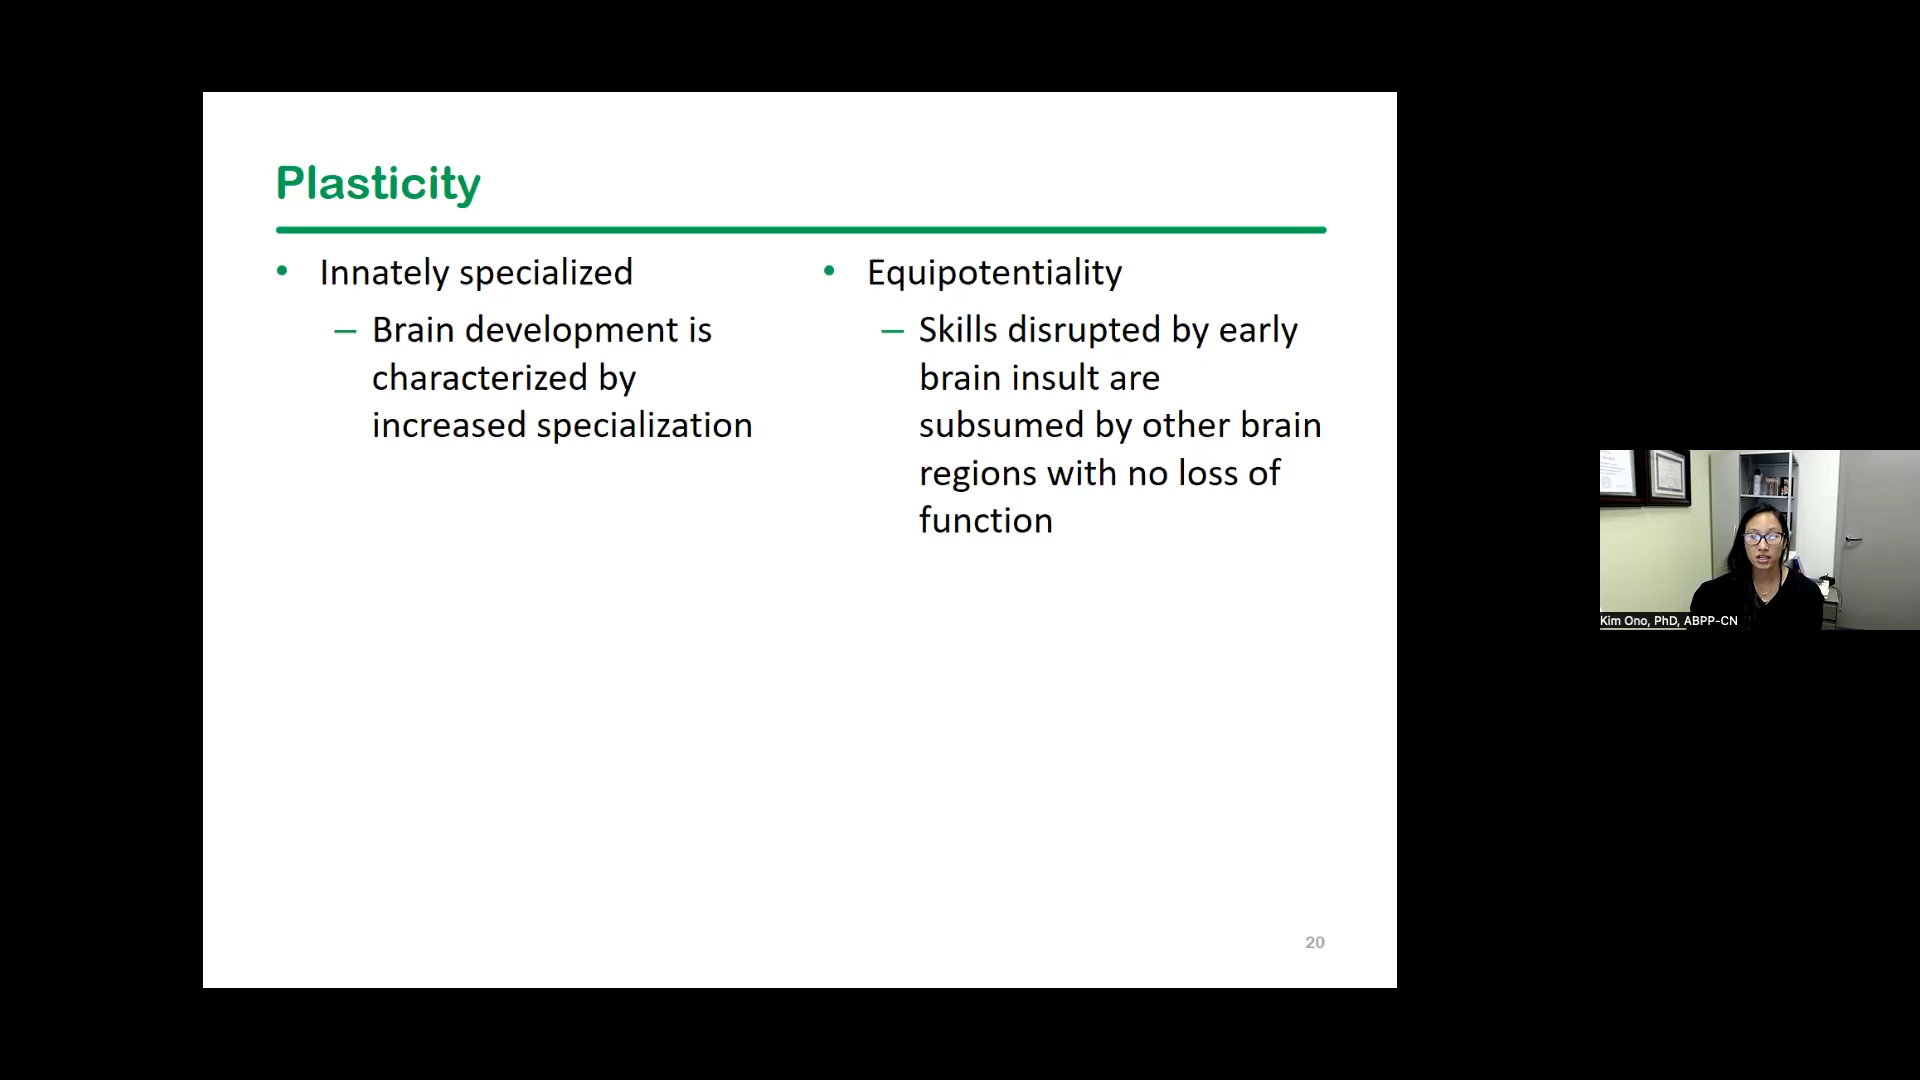 Plasticity
• Innately specialized
– Brain development is
characterized by
increased specialization
• Equipotentiality
– Skills disrupted by early
brain insult are
subsumed by other brain
regions with no loss of
function
20
Kim Ono, PhD, ABPP-CN